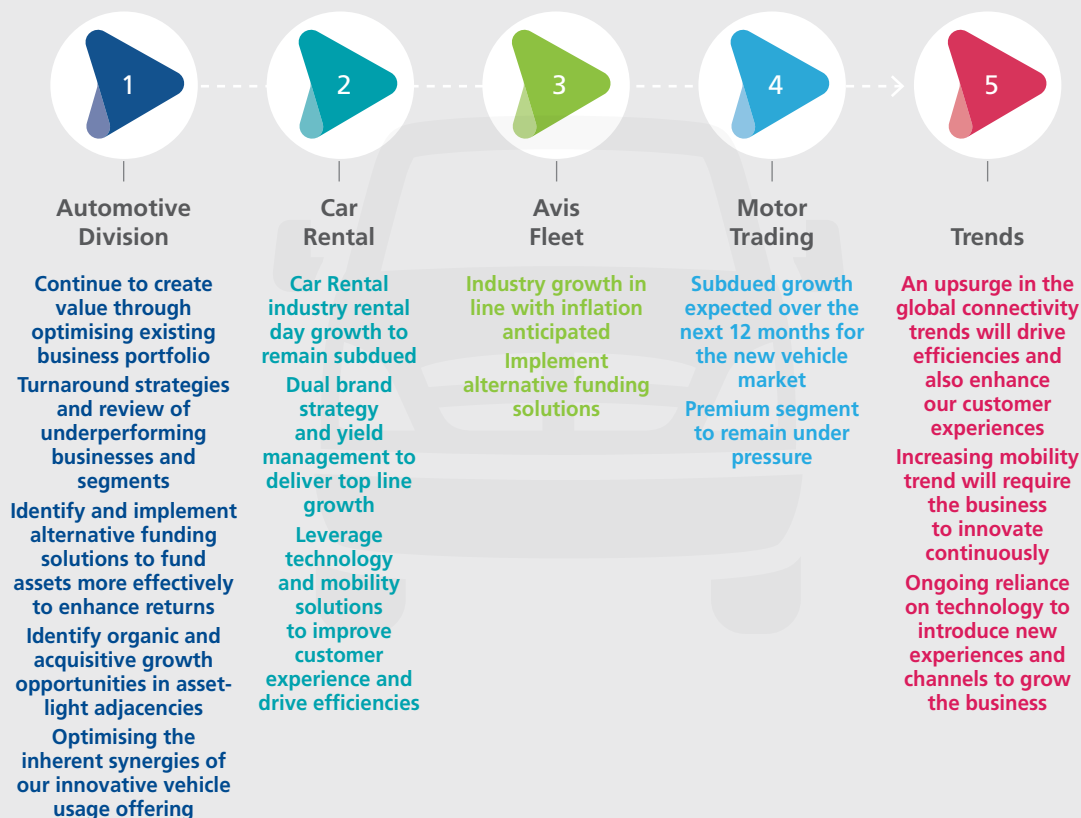 1
2
3
4
5
Automotive
Division
Continue to create
value through
optimising existing
business portfolio
Turnaround strategies
and review of
underperforming
businesses and
segments
Identify and implement
alternative funding
solutions to fund
assets more effectively
to enhance returns
Identify organic and
acquisitive growth
opportunities in asset-
light adjacencies
Optimising the
inherent synergies of
our innovative vehicle
usage offering
Car
Rental
Car Rental
industry rental
day growth to
remain subdued
Dual brand
strategy
and yield
management to
deliver top line
growth
Leverage
technology
and mobility
solutions
to improve
customer
experience and
drive efficiencies
Avis
Fleet
Industry growth in
line with inflation
anticipated
Implement
alternative funding
solutions
Motor
Trading
Subdued growth
expected over the
next 12 months for
the new vehicle
market
Premium segment
to remain under
pressure
Trends
An upsurge in the
global connectivity
trends will drive
efficiencies and
also enhance
our customer
experiences
Increasing mobility
trend will require
the business
to innovate
continuously
Ongoing reliance
on technology to
introduce new
experiences and
channels to grow
the business